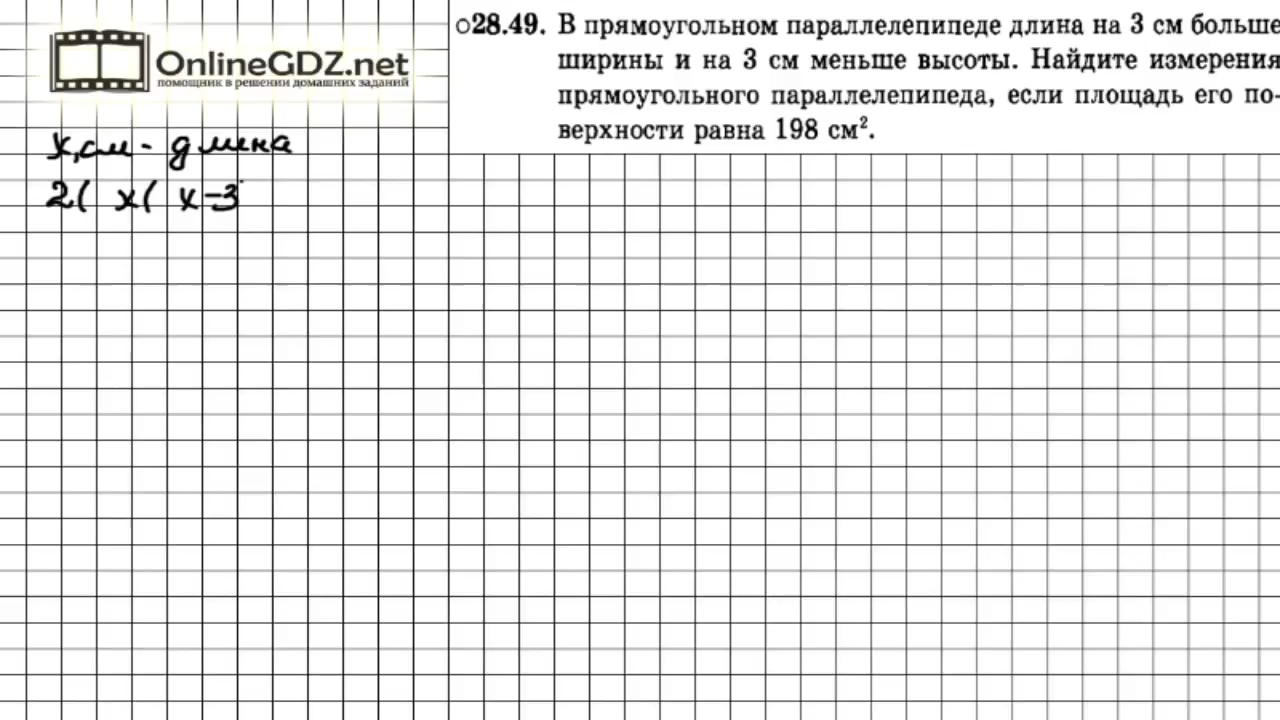 OnlineGDZ.net
помощник в решении домашних заданий
28.49. В прямоугольном параллелепипеде длина на 3 см больше
ширины и на 3 см меньше высоты. Найдите измерения
прямоугольного параллелепипеда, если площадь его по-
верхности равна 198 см².
х,см - длина
2( х( х-3